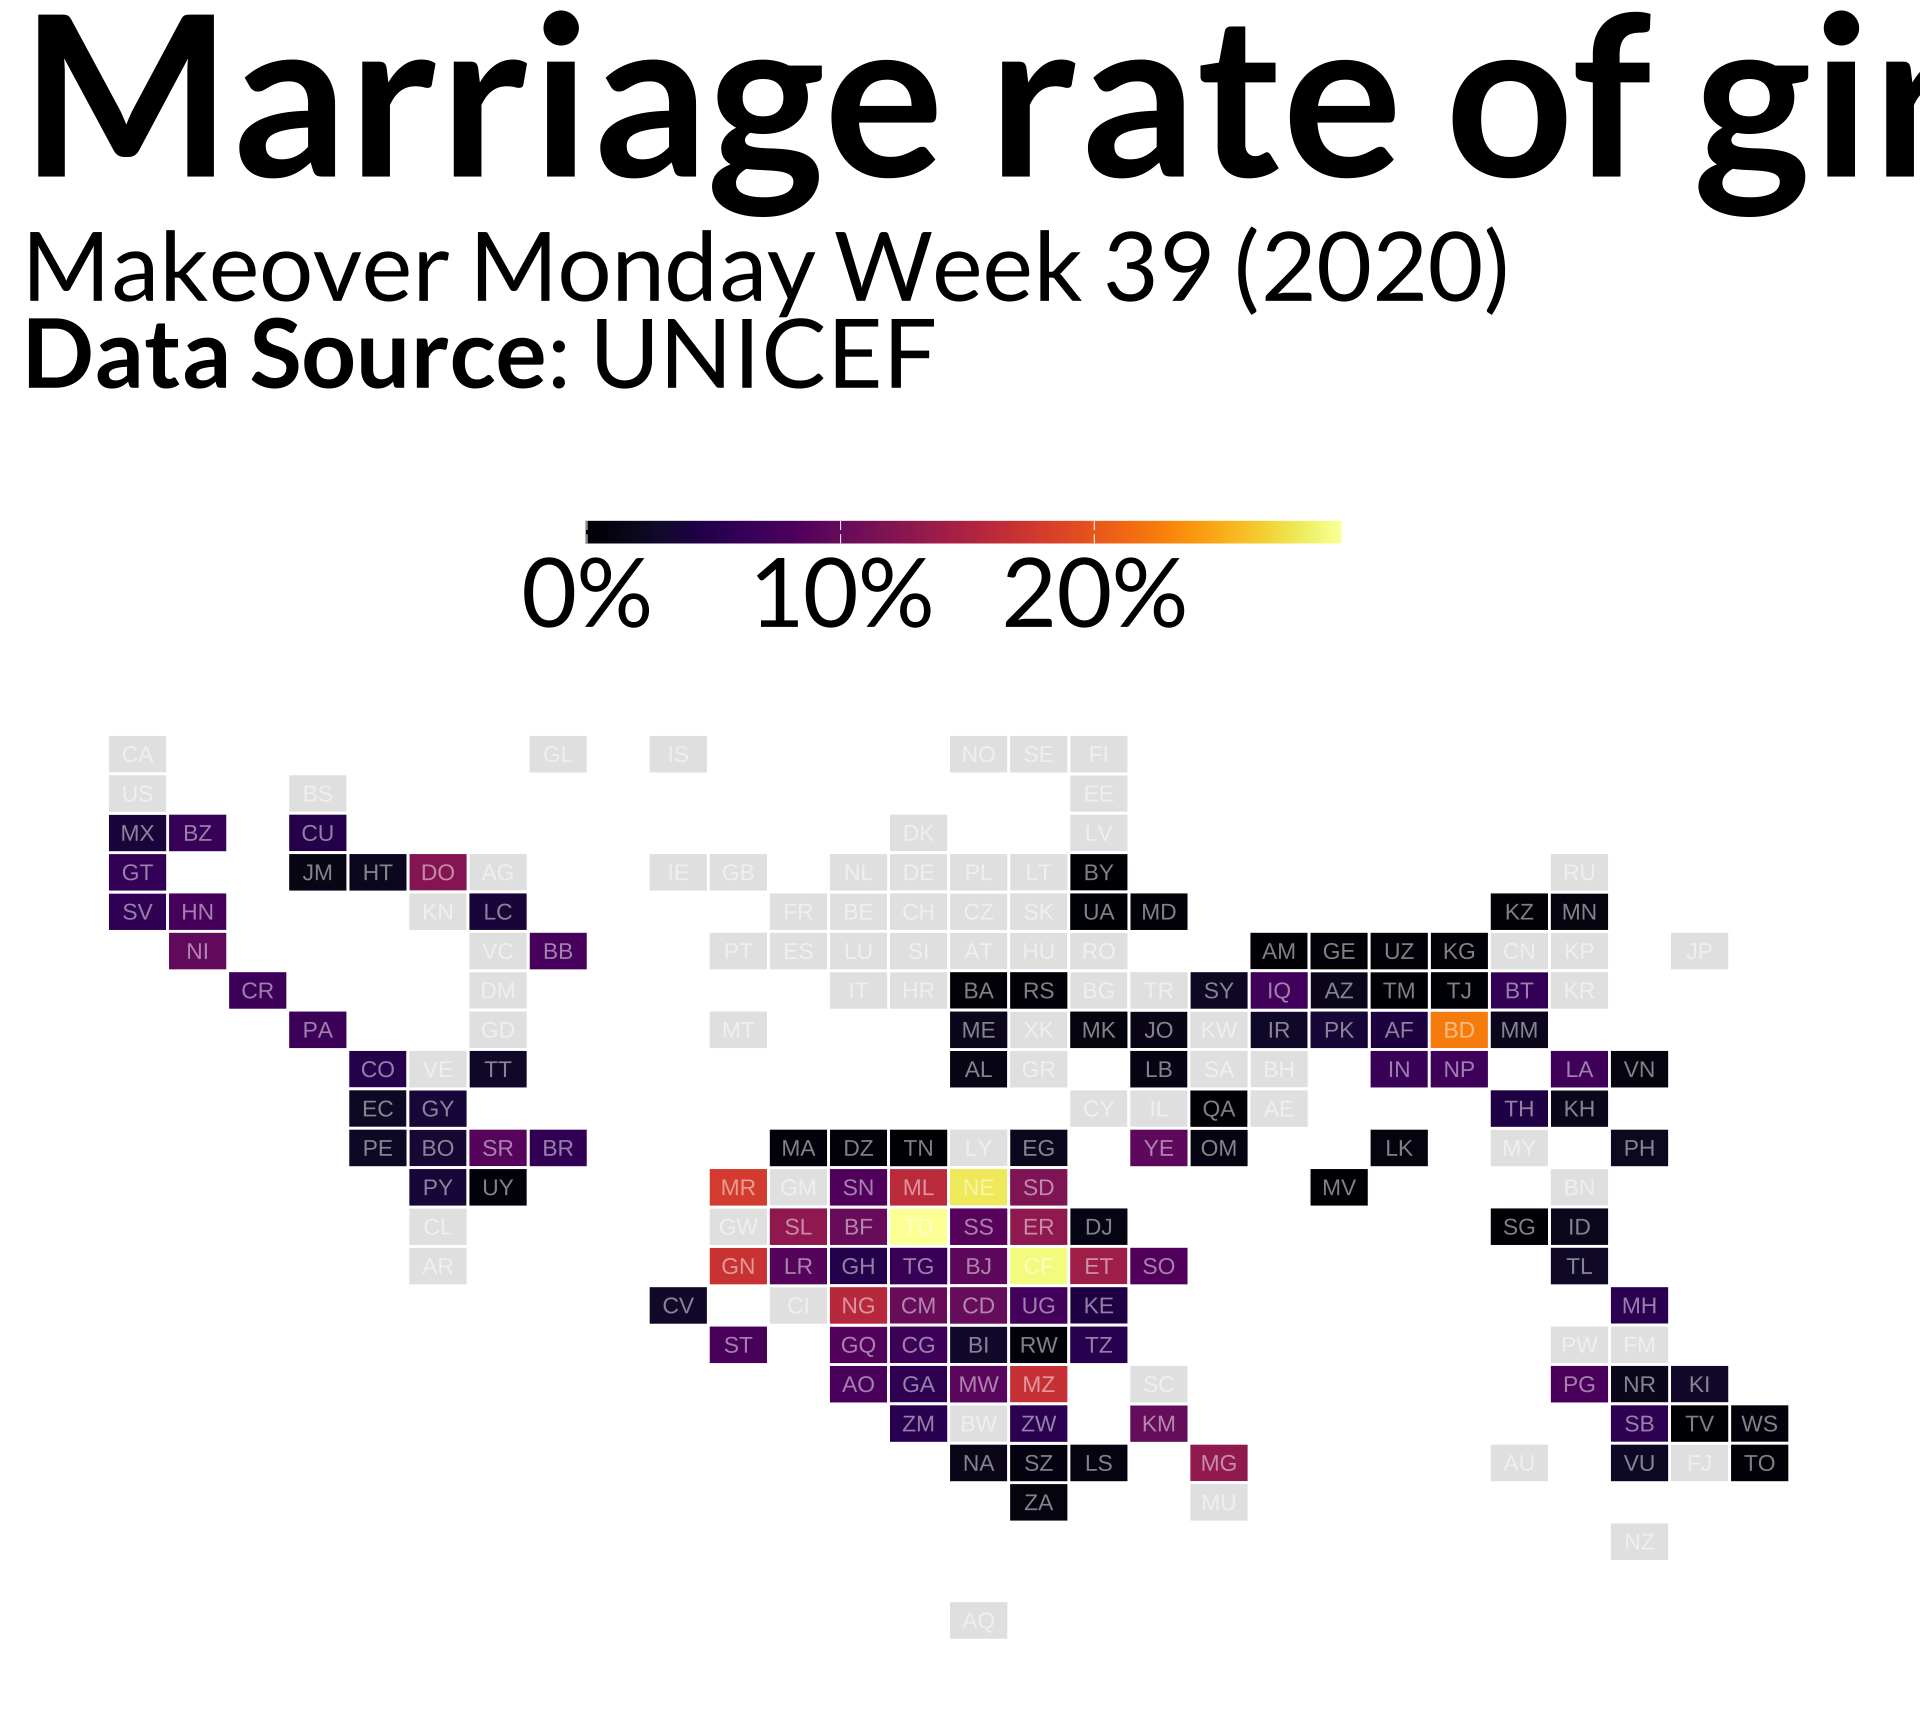 Marriage rate of gir
Makeover Monday Week 39 (2020)
Data Source: UNICEF
0% 10% 20%
CA GL IS NO SE FI
US BS EE
MX BZ CU DK LV
GT JM HT DO AG IE GB NL DE PL LT BY RU
SV HN KN LC FR BE CH CZ SK UA MD KZ MN
NI VC BB PT ES LU SI AT HU RO AM GE UZ KG CN KP JP
CR DM IT HR BA RS BG TR SY IQ AZ TM TJ BT KR
PA GD MT ME XK MK JO KW IR PK AF BD MM
CO VE TT AL GR LB SA BH IN NP LA VN
EC GY CY IL QA AE TH KH
PE BO SR BR MA DZ TN LY EG YE OM LK MY PH
PY UY MR GM SN ML NE SD MV BN
CL GW SL BF TD SS ER DJ SG ID
AR GN LR GH TG BJ CF ET SO TL
CV CI NG CM CD UG KE MH
ST GQ CG BI RW TZ PW FM
AO GA MW MZ SC PG NR KI
ZM BW ZW KM SB TV WS
NA SZ LS MG AU VU FJ TO
ZA MU
NZ
AQ